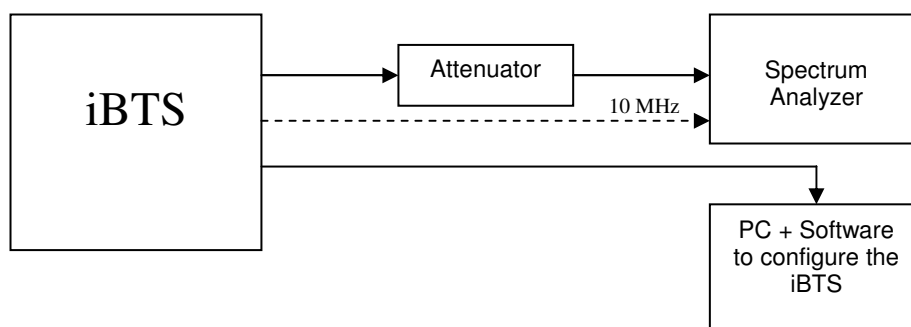 iBTS
Attenuator
10 MHz
Spectrum
Analyzer
PC + Software
to configure the
iBTS